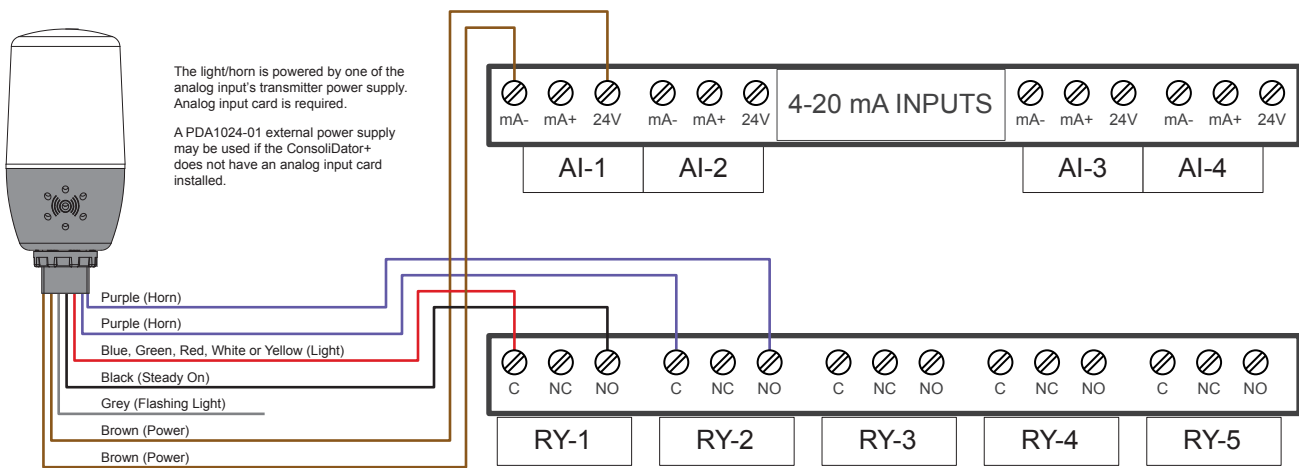 The light/horn is powered by one of the
analog input's transmitter power supply.
Analog input card is required.
A PDA1024-01 external power supply
may be used if the ConsoliDator+
does not have an analog input card
installed.
mA- mA+ 24V mA- mA+ 24V 4-20 mA INPUTS mA- mA+ 24V mA- mA+ 24V
AI-1 AI-2 AI-3 AI-4
Purple (Horn)
Purple (Horn)
Blue, Green, Red, White or Yellow (Light)
Black (Steady On)
Grey (Flashing Light)
Brown (Power)
Brown (Power)
C NC NO C NC NO C NC NO C NC NO C NC NO
RY-1 RY-2 RY-3 RY-4 RY-5